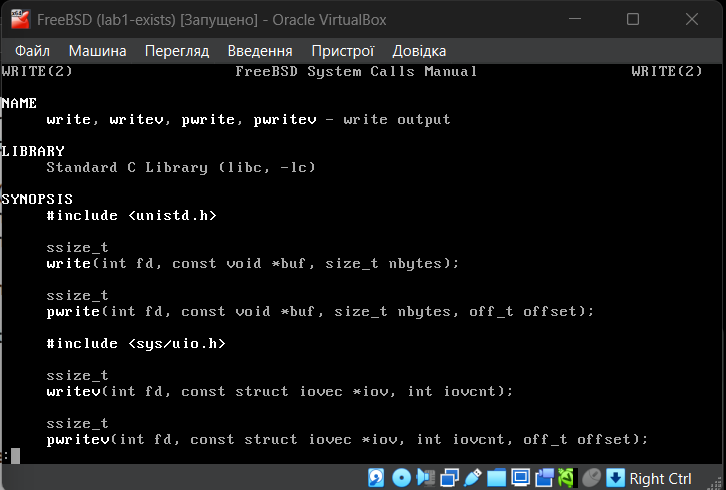 FreeBSD (lab1-exists) [Запущено] - Oracle VirtualBox
Файл Машина Перегляд Введення Пристрої Довідка
WRITE(2) FreeBSD System Calls Manual WRITE(2)
NAME
write, writev, pwrite, pwritev - write output
LIBRARY
Standard C Library (libc, -lc)
SYNOPSIS
#include <unistd.h>
ssize_t
write(int fd, const void *buf, size_t nbytes);
ssize_t
pwrite(int fd, const void *buf, size_t nbytes, off_t offset);
#include <sys/uio.h>
ssize_t
writev(int fd, const struct iovec *iov, int iovcnt);
ssize_t
pwritev(int fd, const struct iovec *iov, int iovcnt, off_t offset);
:
Right Ctrl